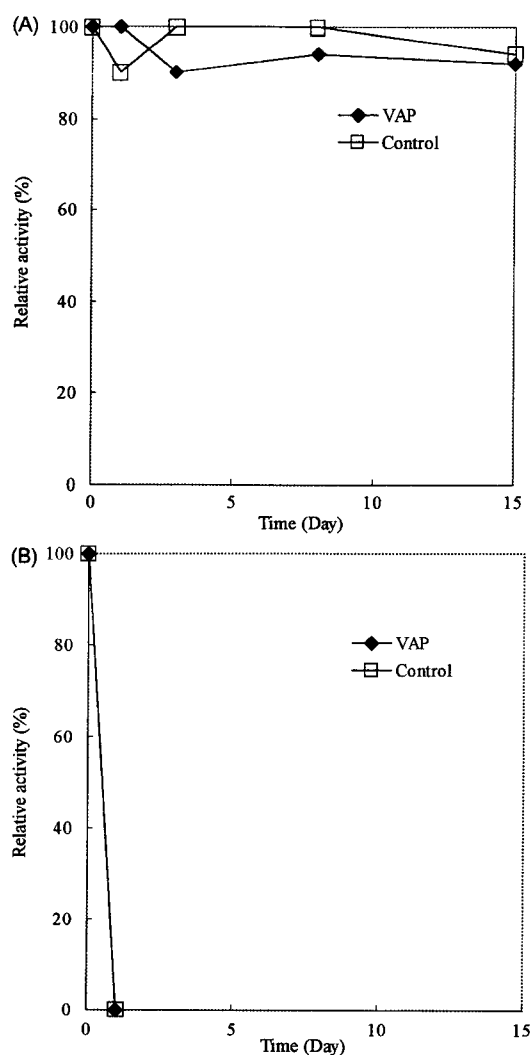 (A)
100
80
60
40
20
0
Relative activity (%)
VAP
Control
0 5 10 15
Time (Day)
(B)
100
80
60
40
20
0
Relative activity (%)
VAP
Control
0 5 10 15
Time (Day)